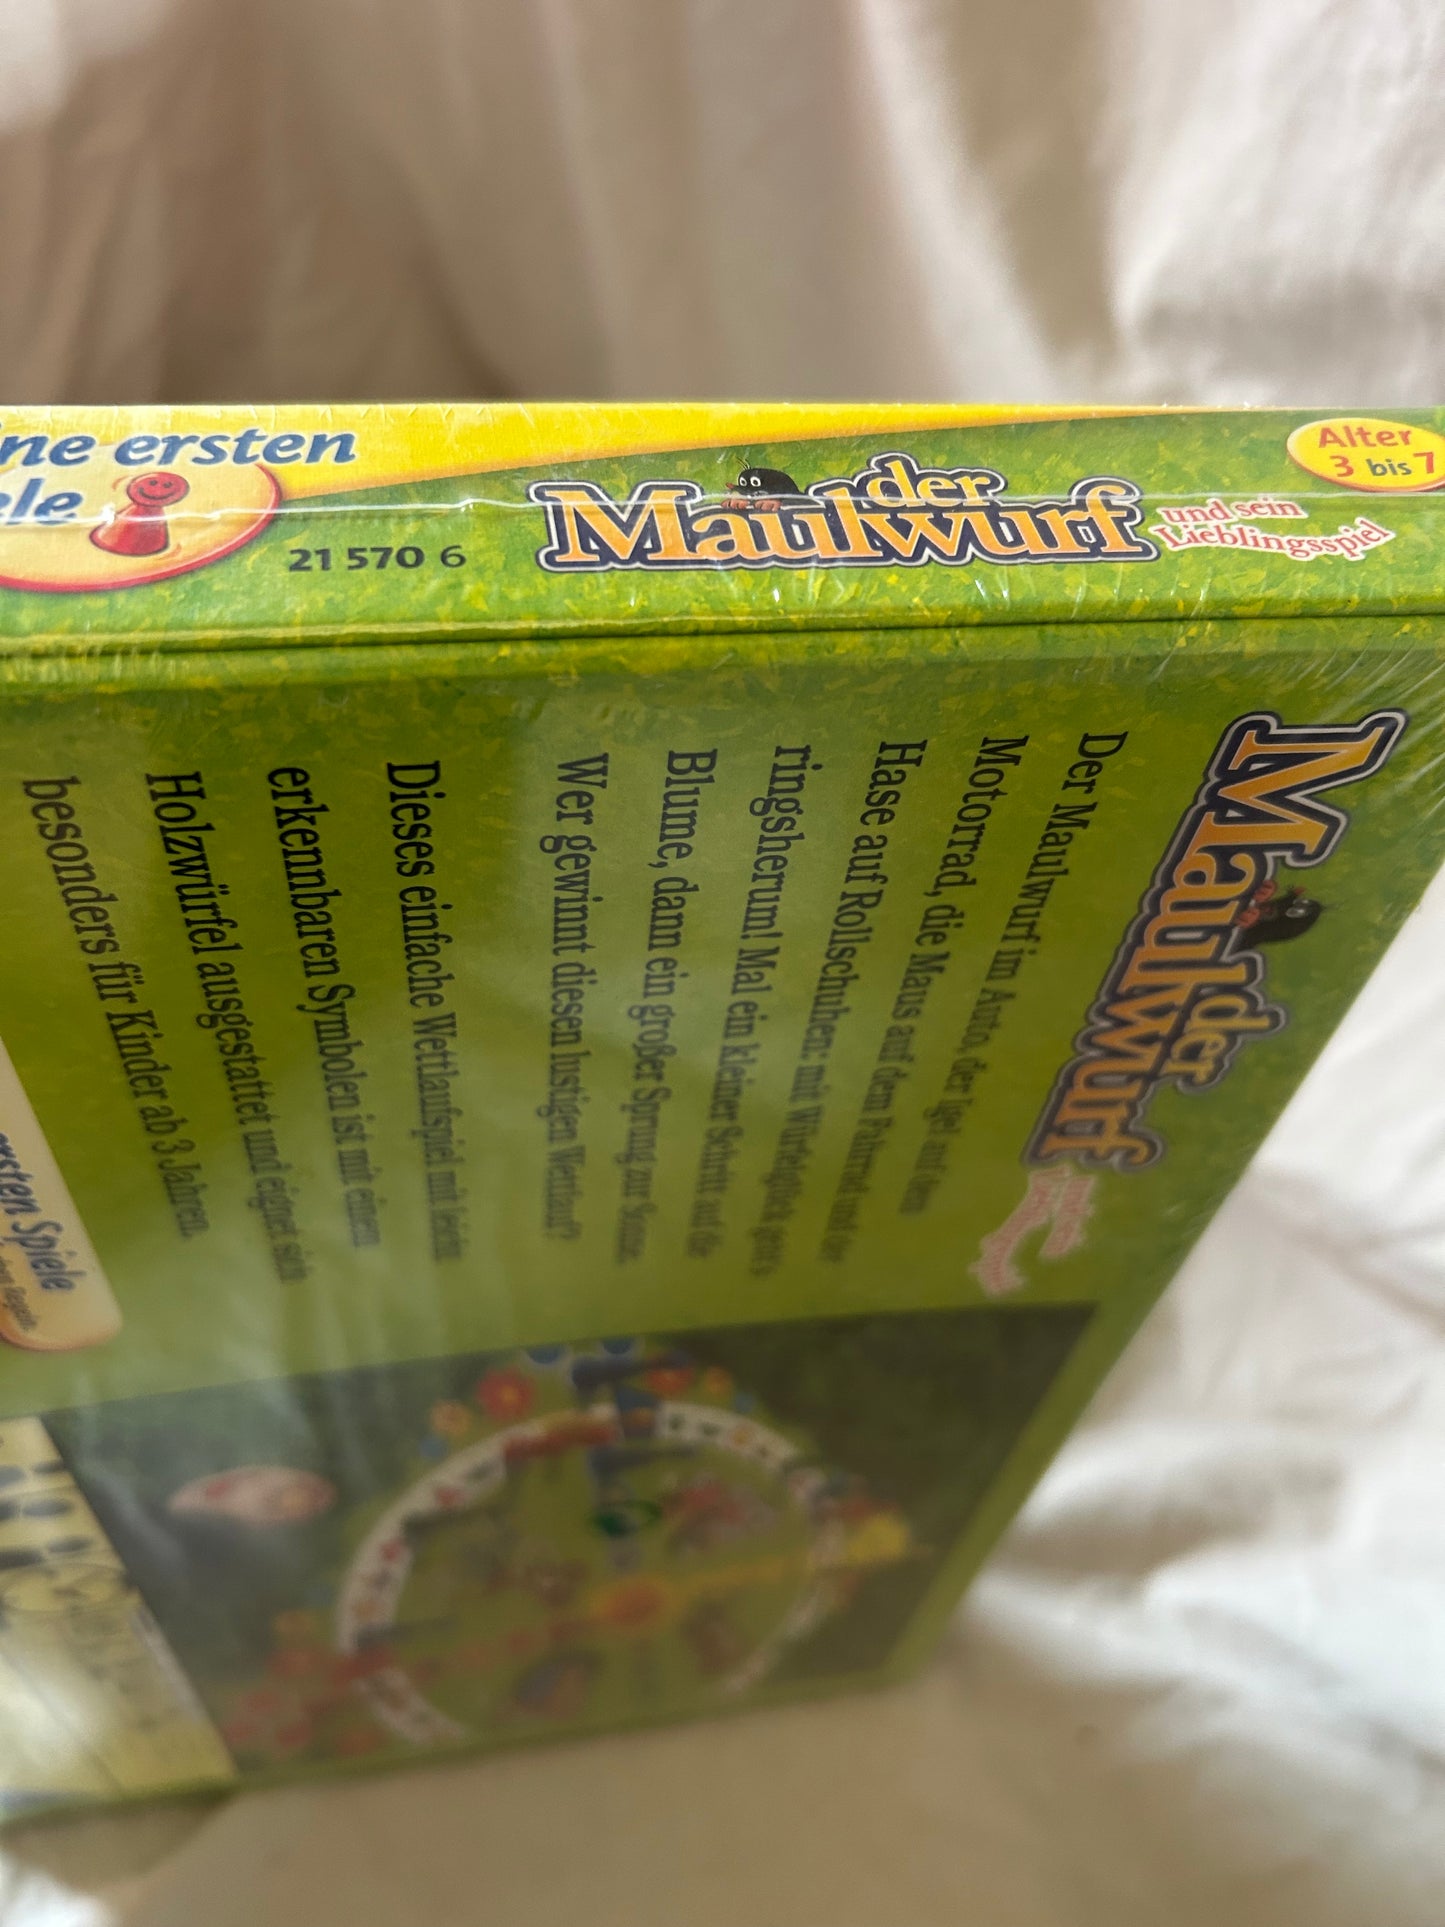 ine ersten
iele
21 570 6
der
Maulwurf
und sein
Lieblingsspiel
Alter
3 bis 7
der
Maulwurf
Der Maulwurf im Auto, der Igel auf dem
Motorrad, die Maus auf dem Fahrrad und der
Hase auf Rollschuhen: mit Würfelglück geht's
ringsherum! Mal ein kleiner Schritt auf die
Blume, dann ein großer Sprung zur Sonne.
Wer gewinnt diesen lustigen Wettlauf?
Dieses einfache Wettlaufspiel mit leicht
erkennbaren Symbolen ist mit einem
Holzwürfel ausgestattet und eignet sich
besonders für Kinder ab 3 Jahren.
ersten Spiele